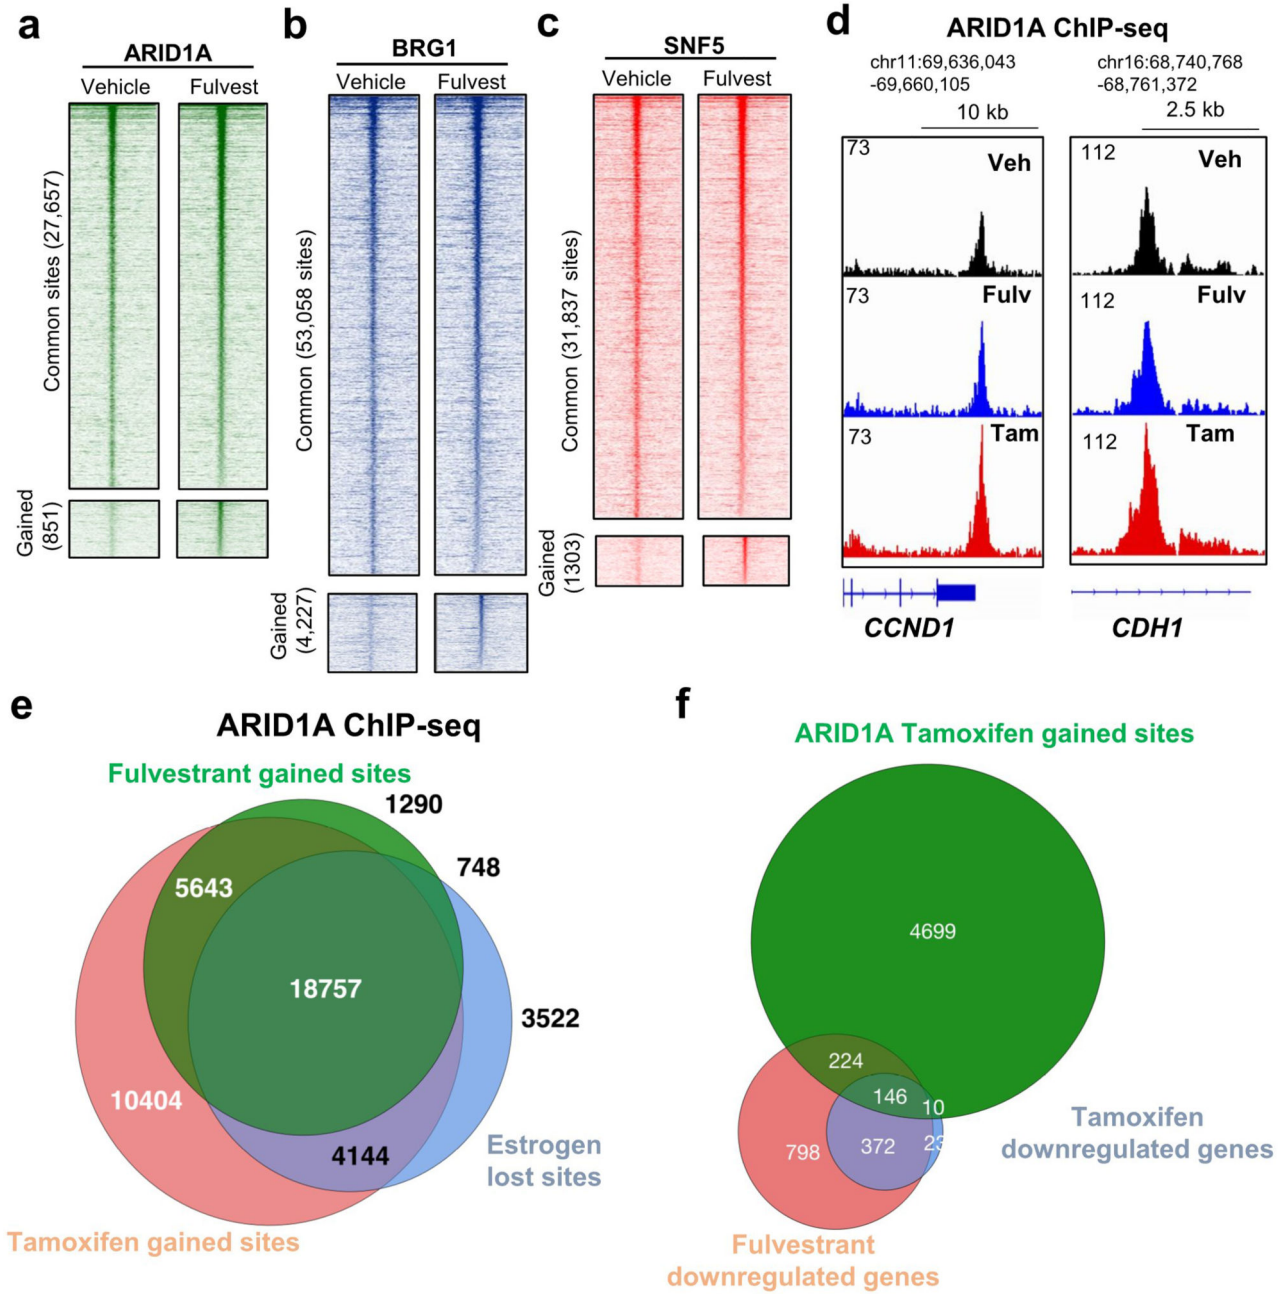 a
ARID1A
Vehicle Fulvest
Common sites (27,657)
Gained
(851)
b
BRG1
Vehicle Fulvest
Common (53,058 sites)
Gained
(4,227)
c
SNF5
Vehicle Fulvest
Common (31,837 sites)
Gained
(1303)
d
ARID1A ChIP-seq
chr11:69,636,043
-69,660,105
10 kb
chr16:68,740,768
-68,761,372
2.5 kb
73 Veh
73 Fulv
73 Tam
CCND1
112 Veh
112 Fulv
112 Tam
CDH1
e
ARID1A ChIP-seq
Fulvestrant gained sites
1290
748
5643
18757
3522
10404
4144
Estrogen
lost sites
Tamoxifen gained sites
f
ARID1A Tamoxifen gained sites
4699
224
146
10
798
372
23
Tamoxifen
downregulated genes
Fulvestrant
downregulated genes